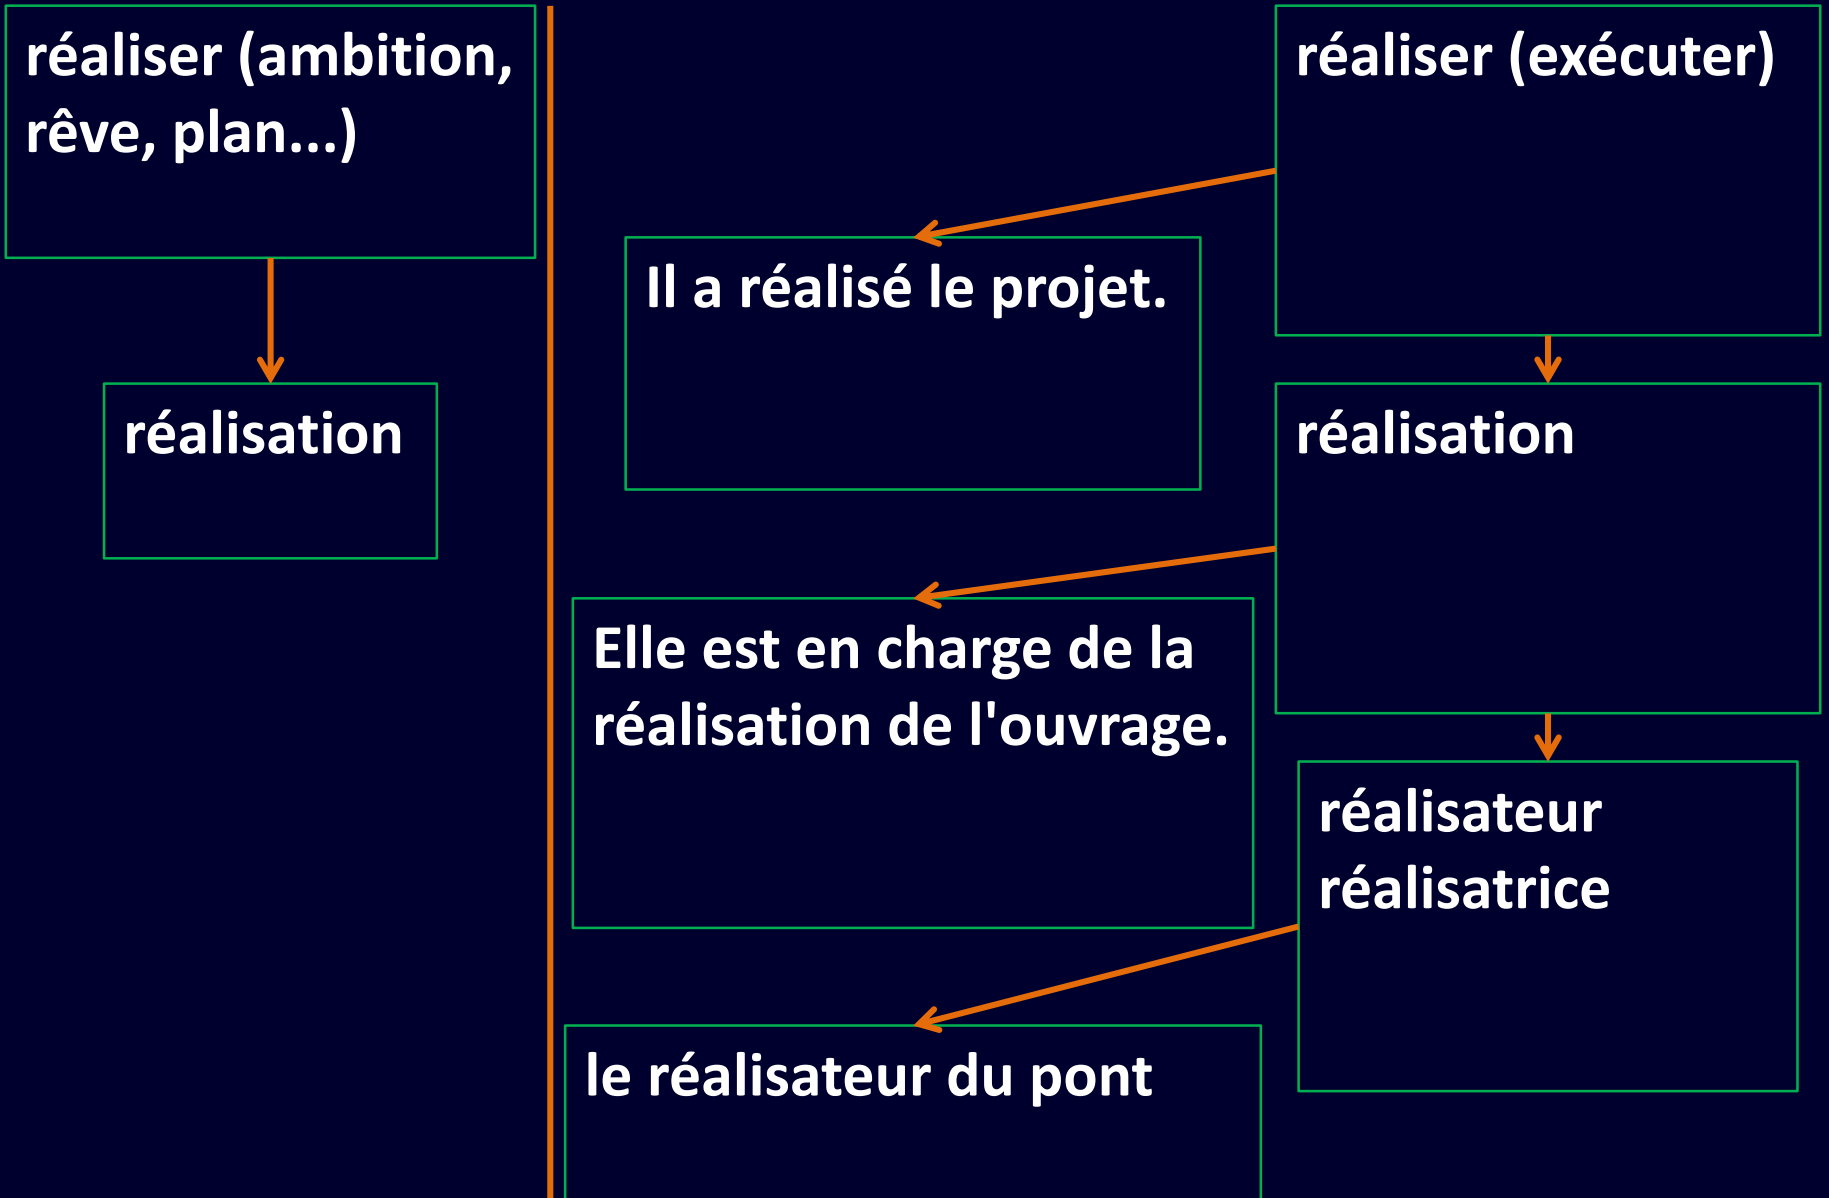 réaliser (ambition,
rêve, plan...)
réalisation
réaliser (exécuter)
Il a réalisé le projet.
réalisation
Elle est en charge de la
réalisation de l'ouvrage.
réalisateur
réalisatrice
le réalisateur du pont